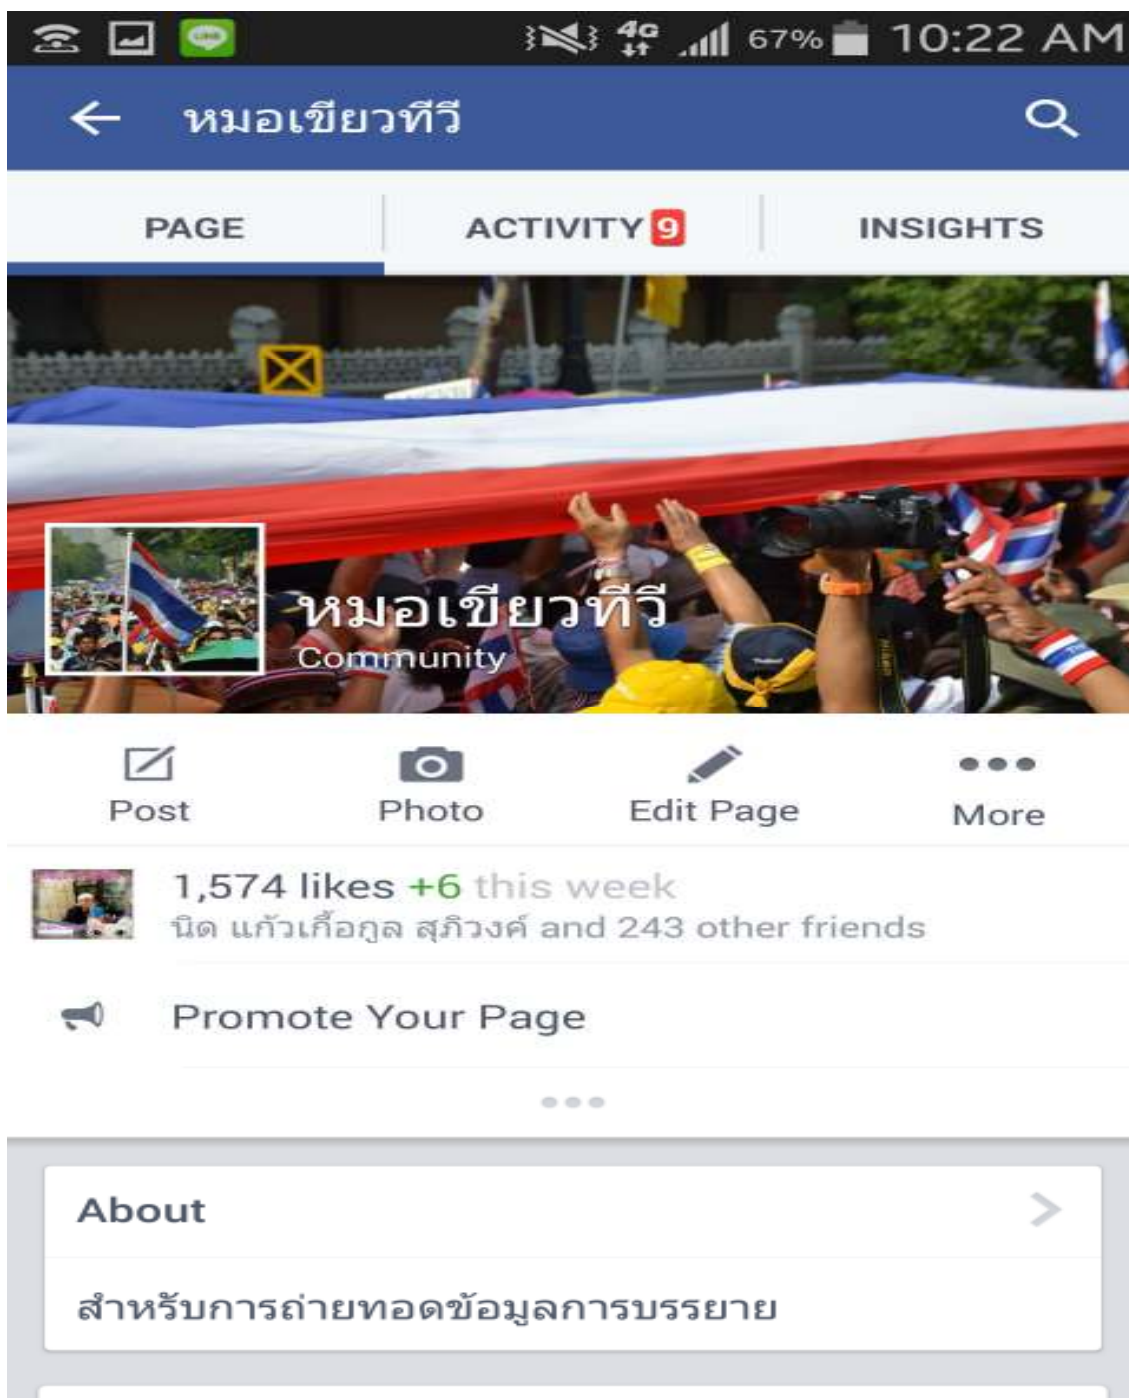 4G 67% 10:22 AM
หมอเขียวทีวี
PAGE ACTIVITY 9 INSIGHTS
หมอเขียวทีวี
Community
Post Photo Edit Page More
1,574 likes +6 this week
นิด แก้วเกื้อกูล สุภิวงค์ and 243 other friends
Promote Your Page
About
สำหรับการถ่ายทอดข้อมูลการบรรยาย